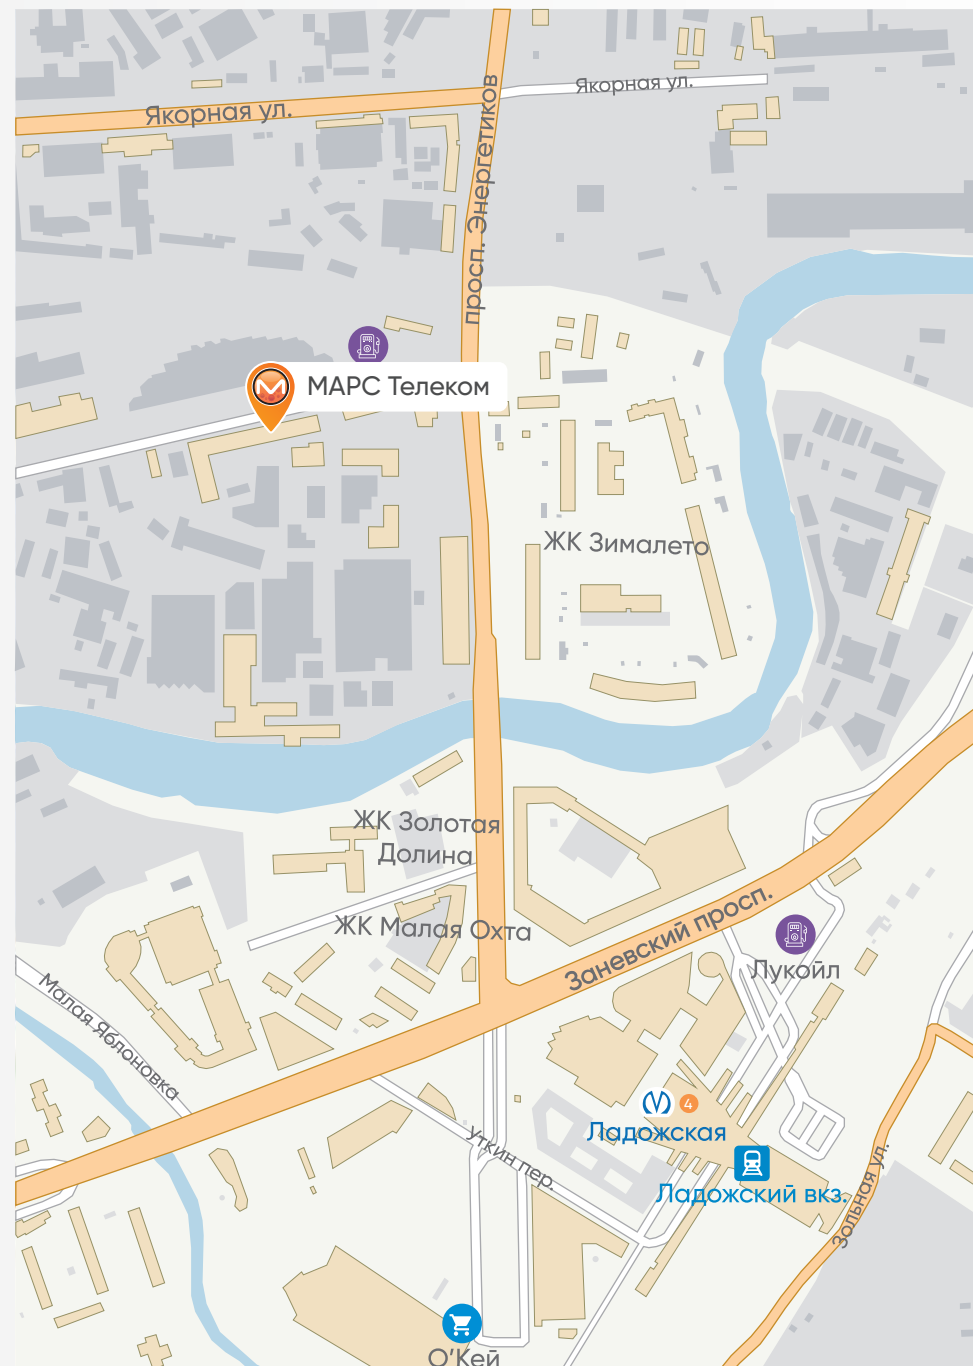 Якорная ул.
Якорная ул.
просп. Энергетиков
МАРС Телеком
ЖК Зималето
ЖК Золотая
Долина
ЖК Малая Охта
Заневский просп.
Лукойл
Малая Яблоновка
4
Ладожская
Уткин пер.
Ладожский вкз.
Зольная ул.
О'Кей